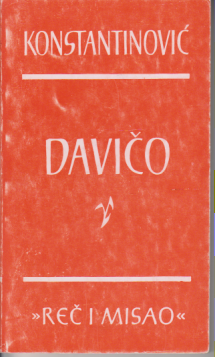 KONSTANTINOVIĆ
DAVIČO
»REČ I MISAO«